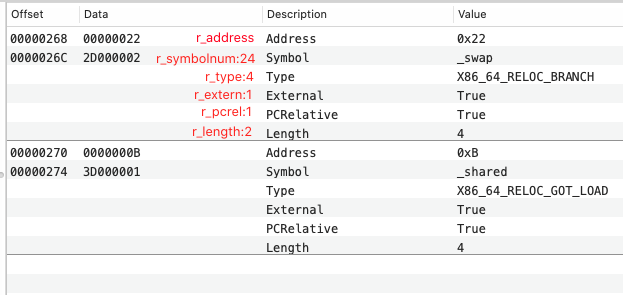 Offset Data Description Value
00000268 00000022 r_address Address 0x22
0000026C 2D000002 r_symbolnum:24 Symbol _swap
r_type:4 Type X86_64_RELOC_BRANCH
r_extern:1 External True
r_pcrel:1 PCRelative True
r_length:2 Length 4
00000270 0000000B Address 0xB
00000274 3D000001 Symbol _shared
Type X86_64_RELOC_GOT_LOAD
External True
PCRelative True
Length 4